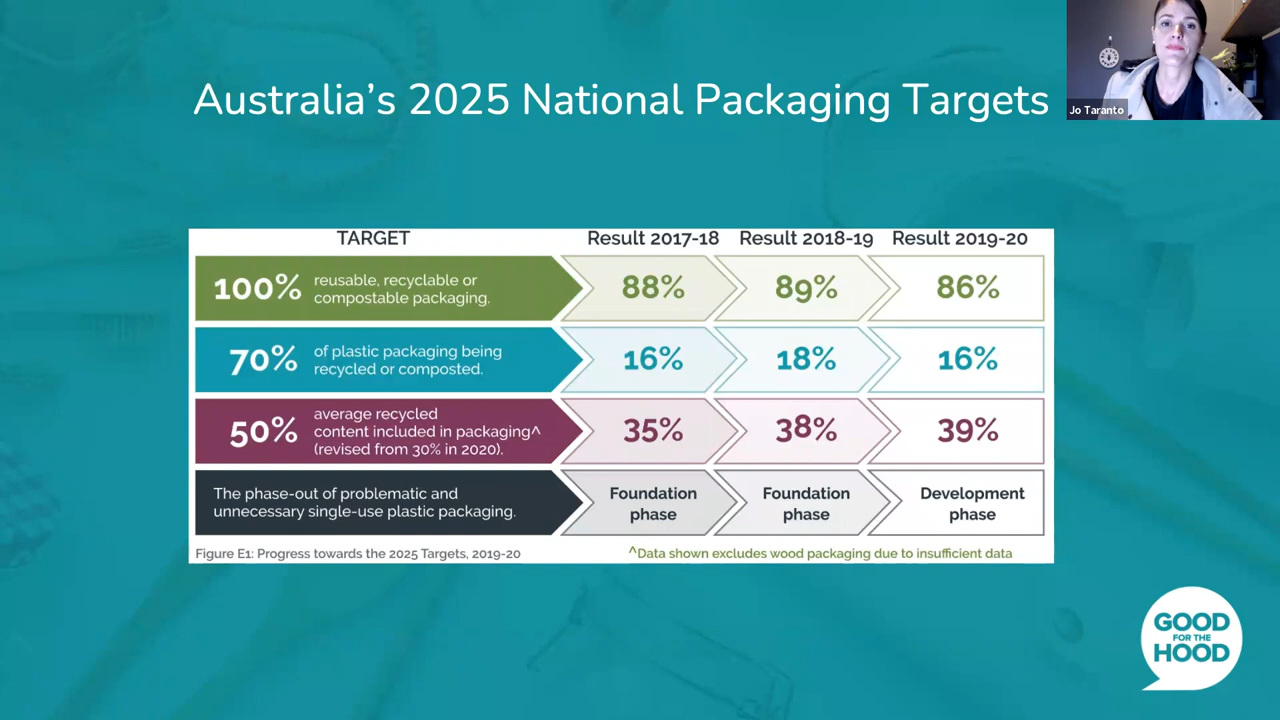 Australia's 2025 National Packaging Targets
Jo Taranto
TARGET Result 2017-18 Result 2018-19 Result 2019-20
100% reusable, recyclable or
compostable packaging.
88% 89% 86%
70% of plastic packaging being
recycled or composted.
16% 18% 16%
50% average recycled
content included in packaging^
(revised from 30% in 2020).
35% 38% 39%
The phase-out of problematic and
unnecessary single-use plastic packaging.
Foundation
phase
Foundation
phase
Development
phase
Figure E1: Progress towards the 2025 Targets, 2019-20
^Data shown excludes wood packaging due to insufficient data
GOOD
FOR THE
HOOD